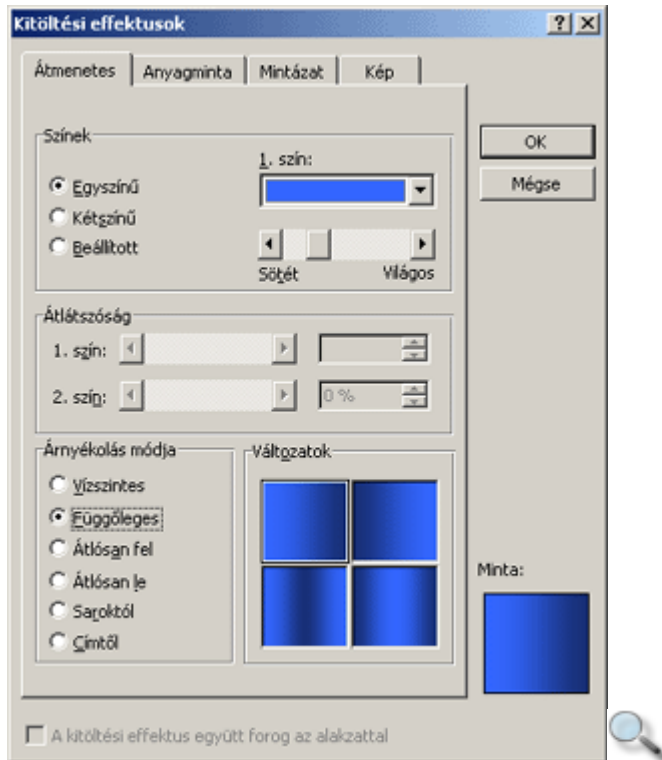 Kitöltési effektusok
Átmenetes Anyagminta Mintázat Kép
Színek
1. szín:
Egyszínű
Kétszínű
Beállított
Sötét Világos
OK
Mégse
Átlátszóság
1. szín:
2. szín: 0 %
Árnyékolás módja
Vízszintes
Függőleges
Átlósan fel
Átlósan le
Saroktól
Címtől
Változatok
Minta:
A kitöltési effektus együtt forog az alakzattal